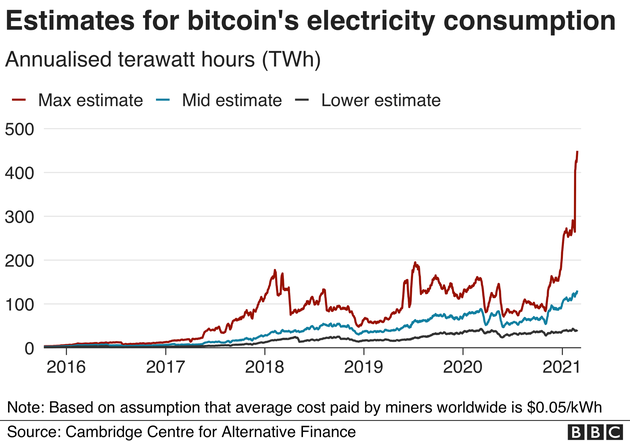 Estimates for bitcoin's electricity consumption
Annualised terawatt hours (TWh)
Max estimate Mid estimate Lower estimate
500
400
300
200
100
0
2016 2017 2018 2019 2020 2021
Note: Based on assumption that average cost paid by miners worldwide is $0.05/kWh
Source: Cambridge Centre for Alternative Finance BBC